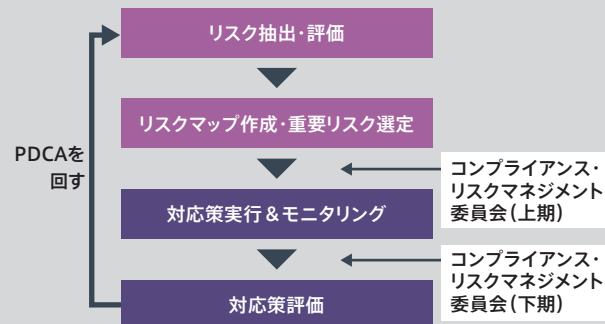 リスク抽出・評価
リスクマップ作成・重要リスク選定
PDCAを
回す
コンプライアンス・
リスクマネジメント
委員会(上期)
対応策実行&モニタリング
コンプライアンス・
リスクマネジメント
委員会(下期)
対応策評価